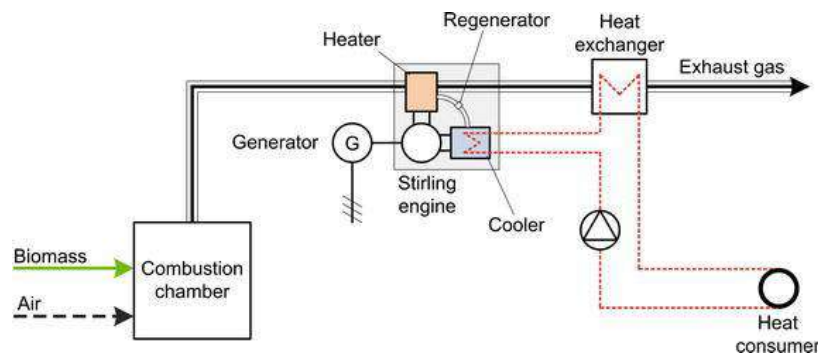 Regenerator
Heater
Heat
exchanger
Exhaust gas
Generator
G
Stirling
engine
Cooler
Biomass
Combustion
chamber
Air
Heat
consumer